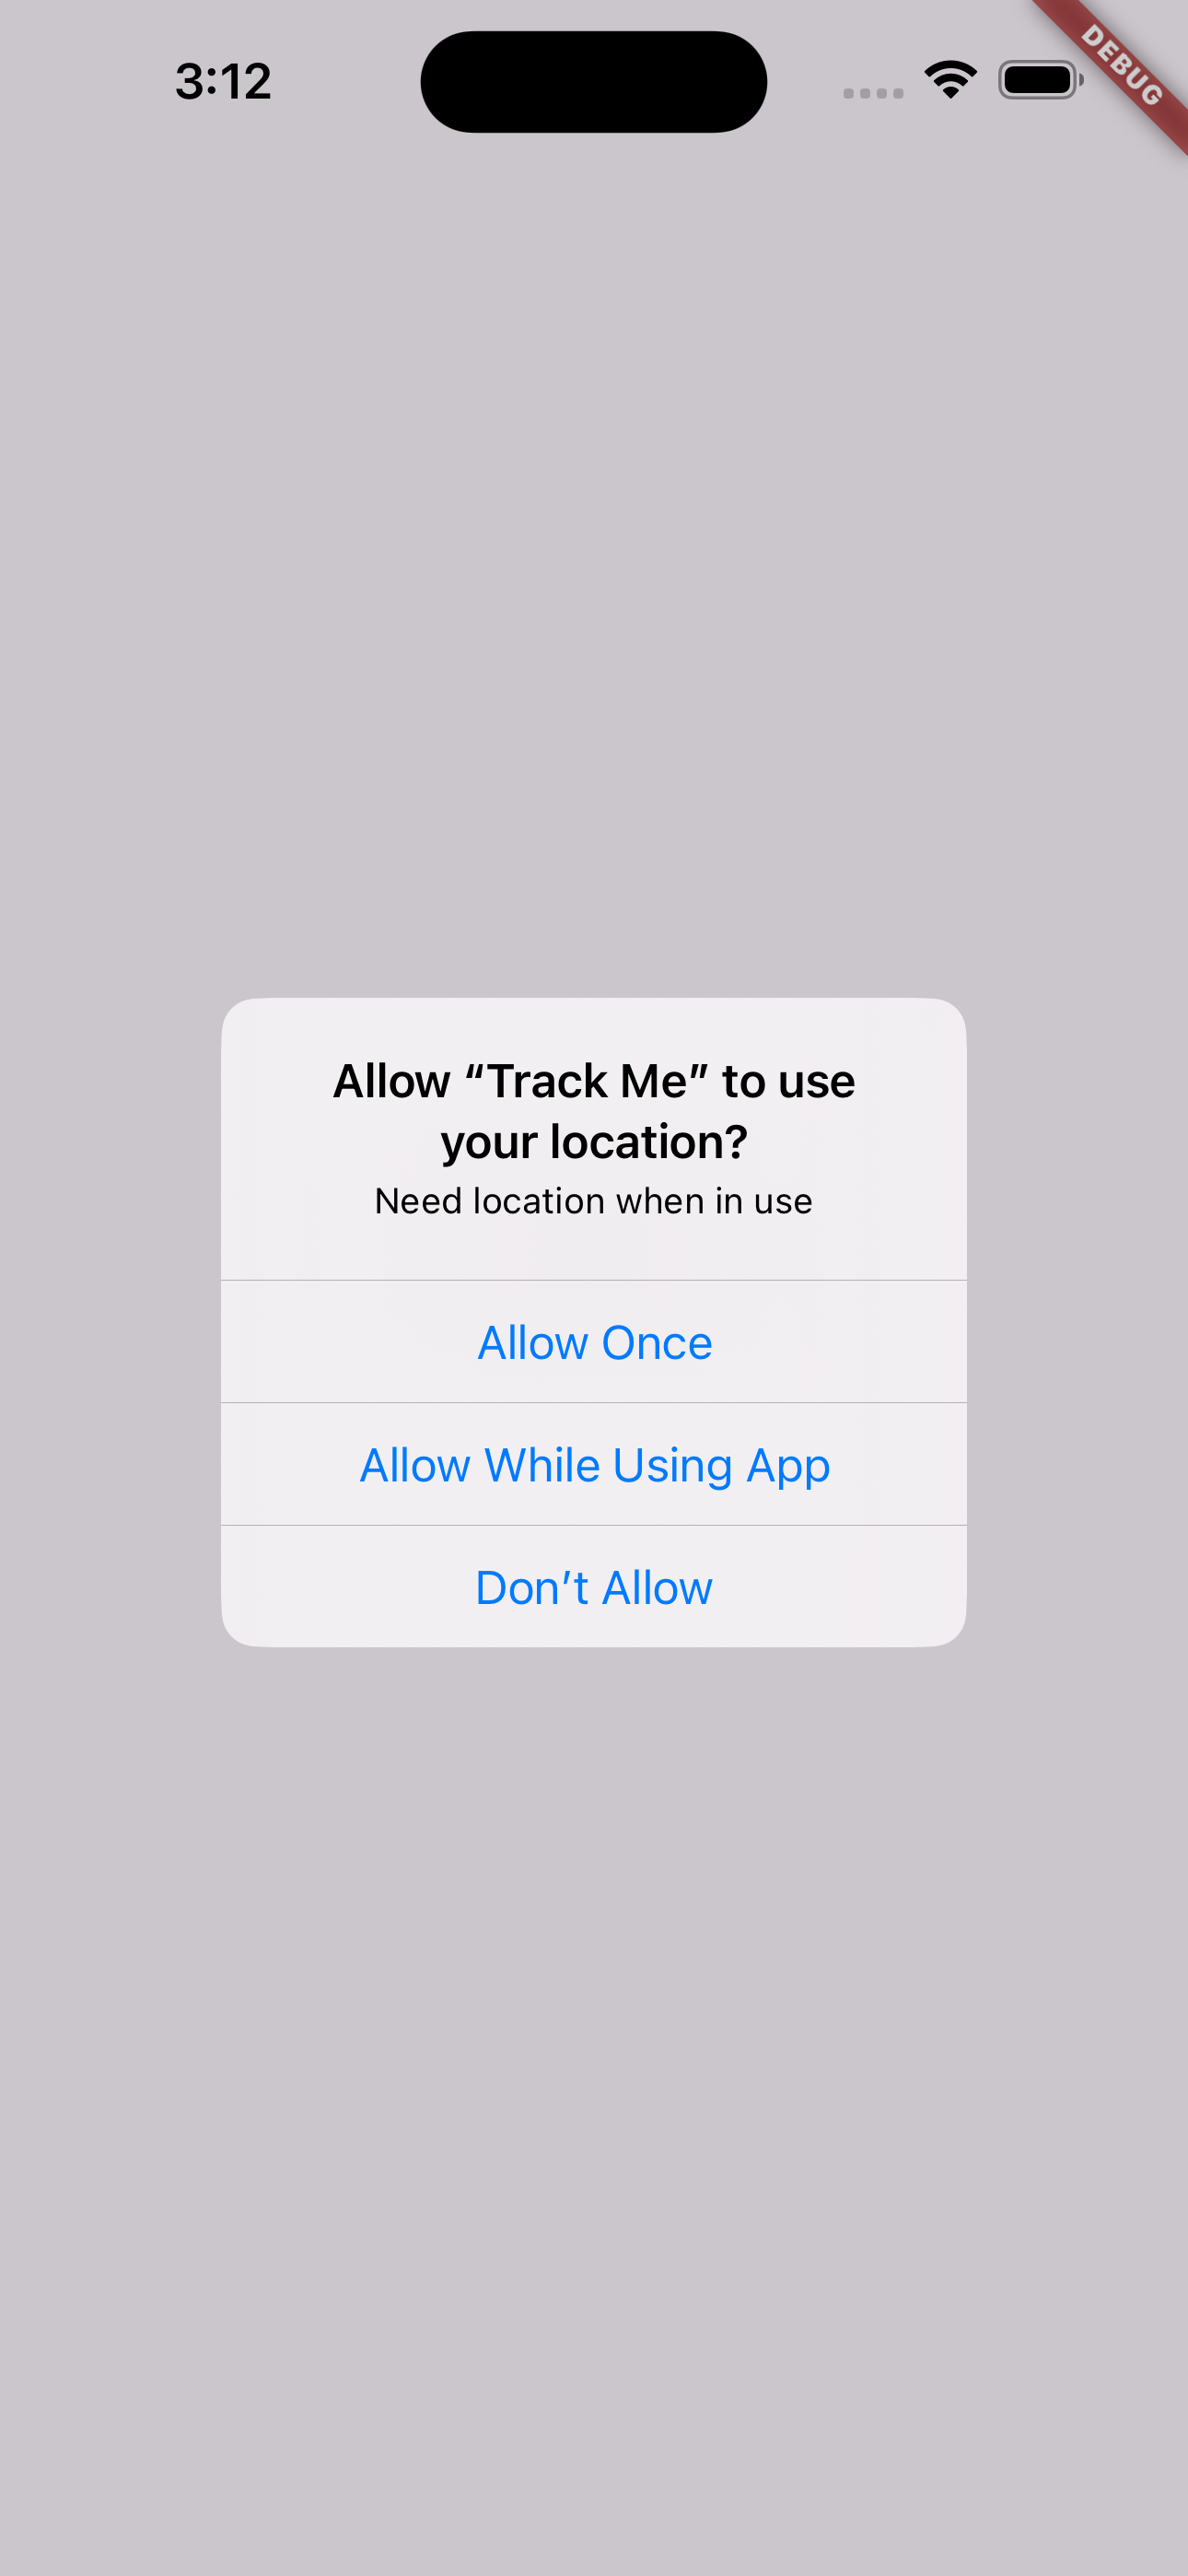 3:12
DEBUG
Allow “Track Me” to use
your location?
Need location when in use
Allow Once
Allow While Using App
Don’t Allow